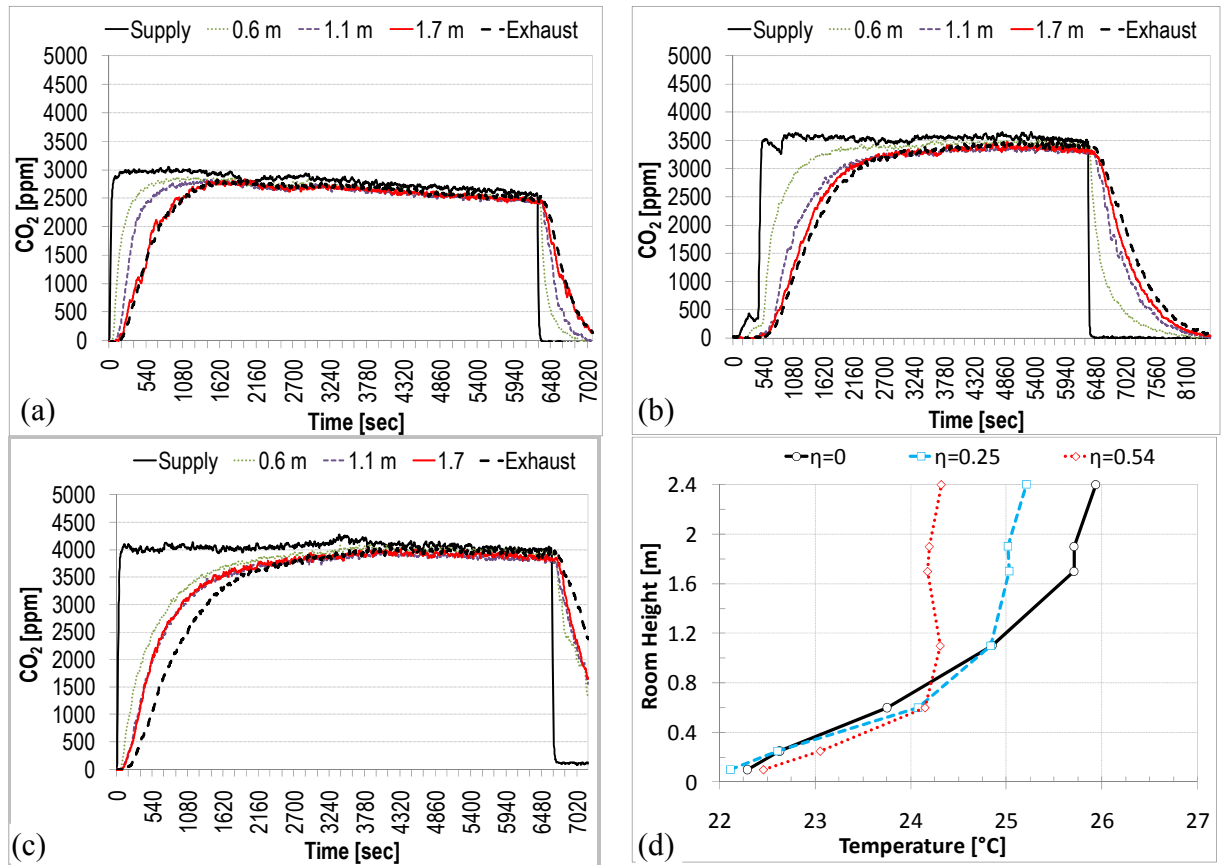 Supply 0.6 m 1.1 m 1.7 m Exhaust
5000
4500
4000
3500
3000
2500
2000
1500
1000
500
0
CO2 [ppm]
0 540 1080 1620 2160 2700 3240 3780 4320 4860 5400 5940 6480 7020
Time [sec]
(a)
Supply 0.6 m 1.1 m 1.7 m Exhaust
5000
4500
4000
3500
3000
2500
2000
1500
1000
500
0
CO2 [ppm]
0 540 1080 1620 2160 2700 3240 3780 4320 4860 5400 5940 6480 7020 7560 8100
Time [sec]
(b)
Supply 0.6 m 1.1 m 1.7 Exhaust
5000
4500
4000
3500
3000
2500
2000
1500
1000
500
0
CO2 [ppm]
0 540 1080 1620 2160 2700 3240 3780 4320 4860 5400 5940 6480 7020
Time [sec]
(c)
η=0 η=0.25 η=0.54
2.4
2
1.6
1.2
0.8
0.4
0
Room Height [m]
22 23 24 25 26 27
Temperature [°C]
(d)